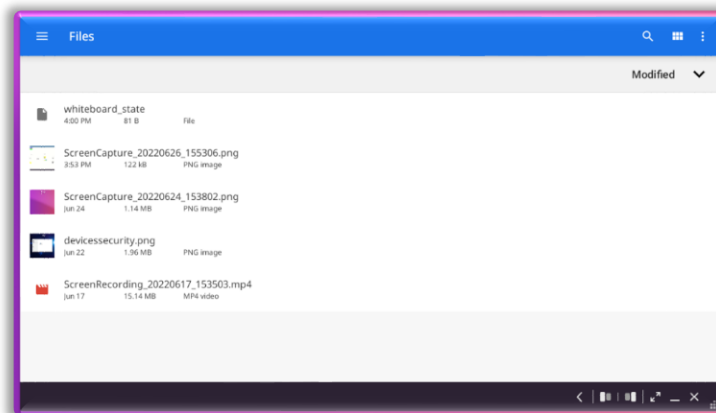 Files
Modified
whiteboard_state
4:00 PM 81 B File
ScreenCapture_20220626_155306.png
3:53 PM 122 kB PNG image
ScreenCapture_20220624_153802.png
Jun 24 1.14 MB PNG image
devicessecurity.png
Jun 22 1.96 MB PNG image
ScreenRecording_20220617_153503.mp4
Jun 17 15.14 MB MP4 video